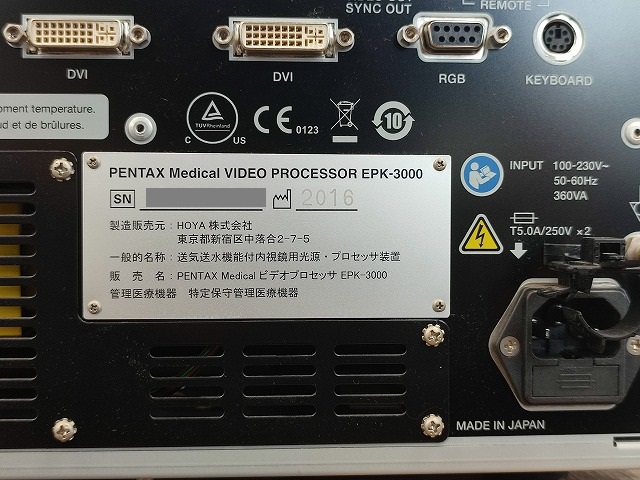 SYNC OUT
REMOTE
DVI
DVI
RGB
KEYBOARD
pment temperature.
ud et de brûlures.
TUVRheinland
C US
CE 0123
10
INPUT 100-230V~
50-60Hz
360VA
T5.0A/250V ×2
PENTAX Medical VIDEO PROCESSOR EPK-3000
SN
2016
製造販売元：HOYA 株式会社
東京都新宿区中落合2-7-5
一般的名称：送気送水機能付内視鏡用光源・プロセッサ装置
販 売 名：PENTAX Medical ビデオプロセッサ EPK-3000
管理医療機器 特定保守管理医療機器
MADE IN JAPAN